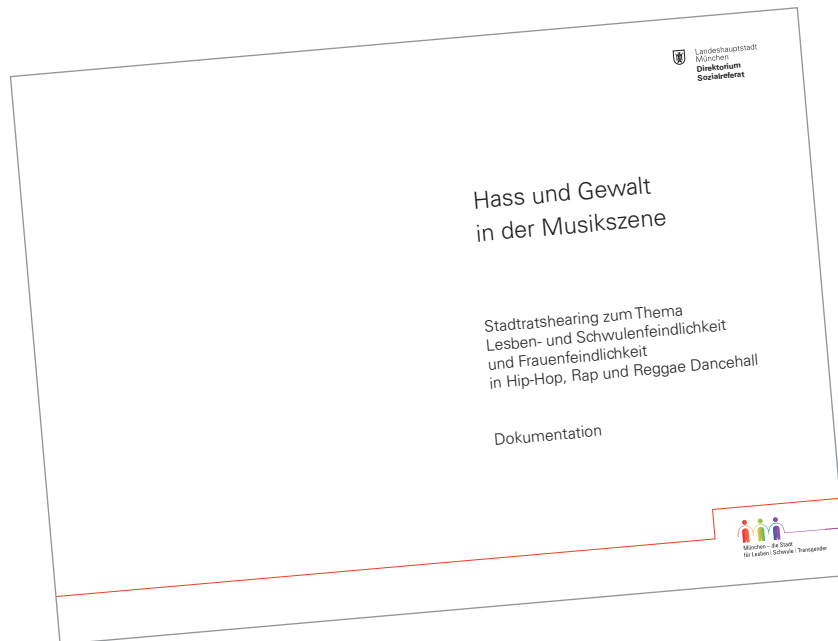 Landeshauptstadt
München
Direktorium
Sozialreferat
Hass und Gewalt
in der Musikszene
Stadtratshearing zum Thema
Lesben- und Schwulenfeindlichkeit
und Frauenfeindlichkeit
in Hip-Hop, Rap und Reggae Dancehall
Dokumentation
München – die Stadt
für Lesben | Schwule | Transgender